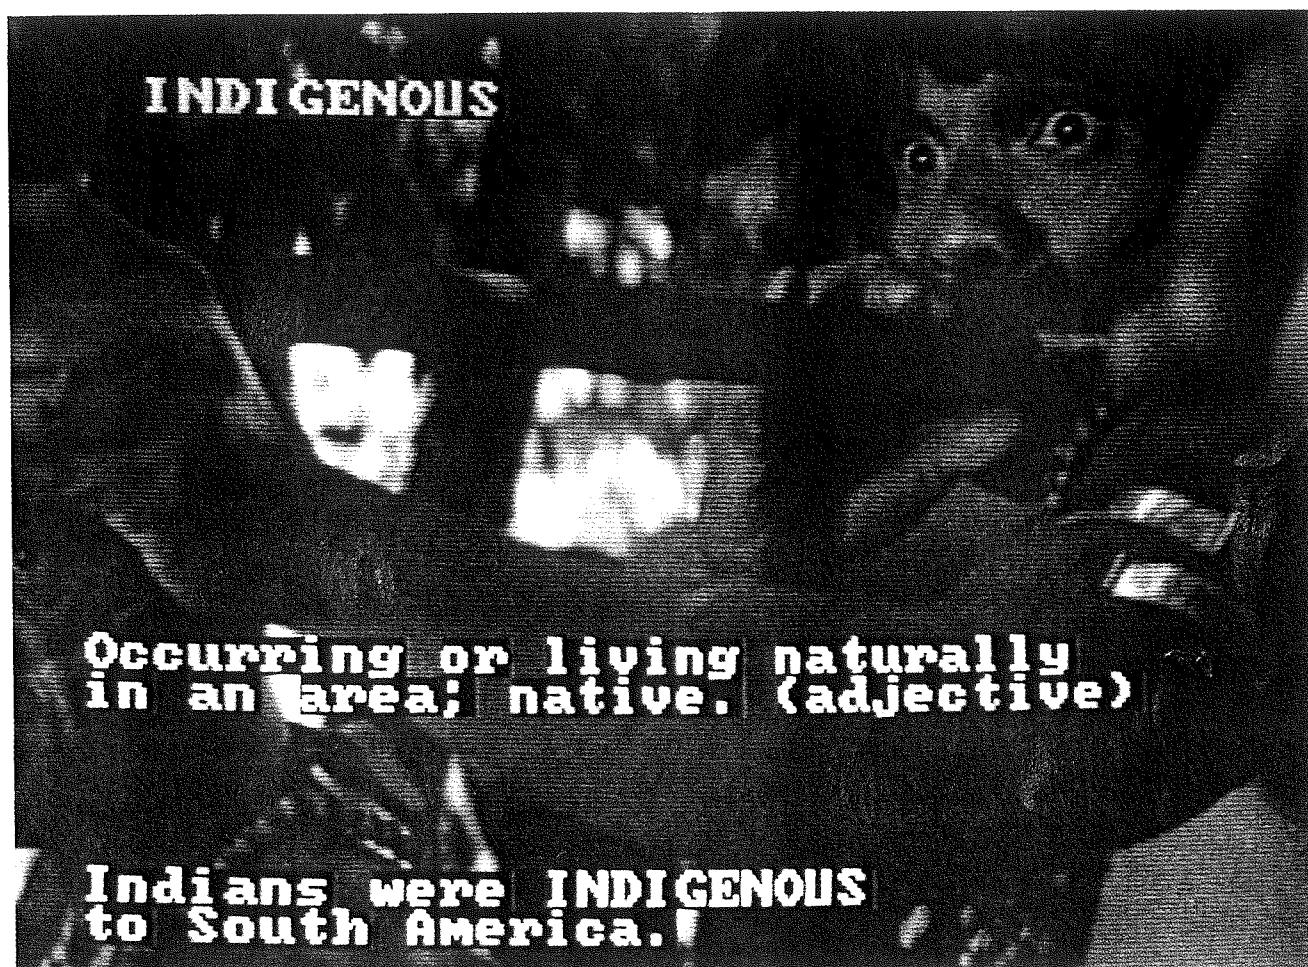 INDIGENOUS
Occurring or living naturally
in an area; native. (adjective)
Indians were INDIGENOUS
to South America.